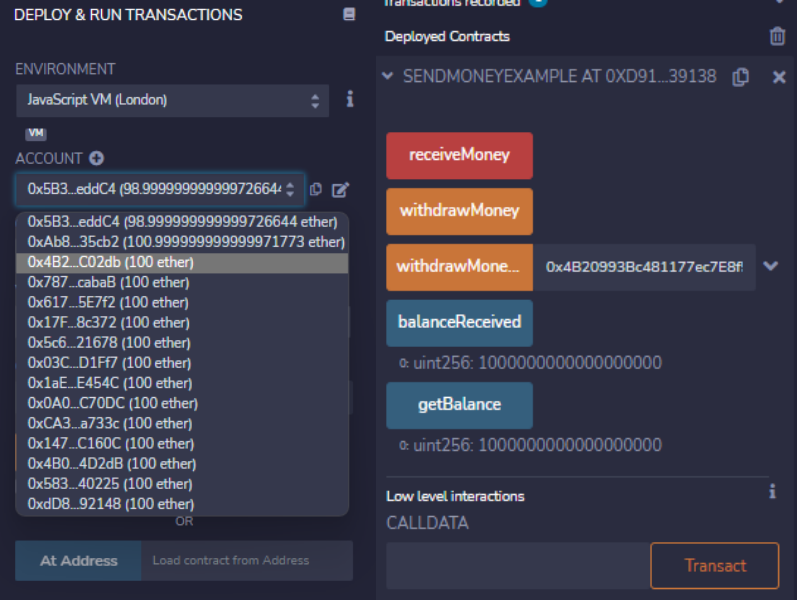 DEPLOY & RUN TRANSACTIONS
ENVIRONMENT
JavaScript VM (London)
VM
ACCOUNT
0x5B3...eddC4 (98.999999999999726644
0x5B3...eddC4 (98.999999999999726644 ether)
0xAb8...35cb2 (100.999999999999971773 ether)
0x4B2...C02db (100 ether)
0x787...cabaB (100 ether)
0x617...5E7f2 (100 ether)
0x17F...8c372 (100 ether)
0x5c6...21678 (100 ether)
0x03C...D1Ff7 (100 ether)
0x1aE...E454C (100 ether)
0x0A0...C70DC (100 ether)
0xCA3...a733c (100 ether)
0x147...C160C (100 ether)
0x4B0...4D2dB (100 ether)
0x583...40225 (100 ether)
0xdD8...92148 (100 ether)
OR
At Address
Load contract from Address
Transactions recorded
Deployed Contracts
SENDMONEYEXAMPLE AT 0XD91...39138
receiveMoney
withdrawMoney
withdrawMone... 0x4B20993Bc481177ec7E8f
balanceReceived
0: uint256: 1000000000000000000
getBalance
0: uint256: 1000000000000000000
Low level interactions
CALLDATA
Transact